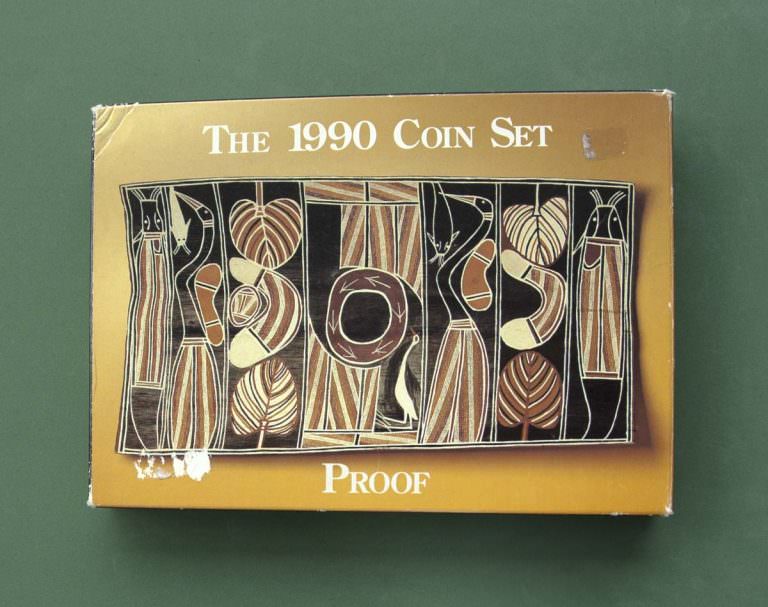 The 1990 Coin Set
Proof